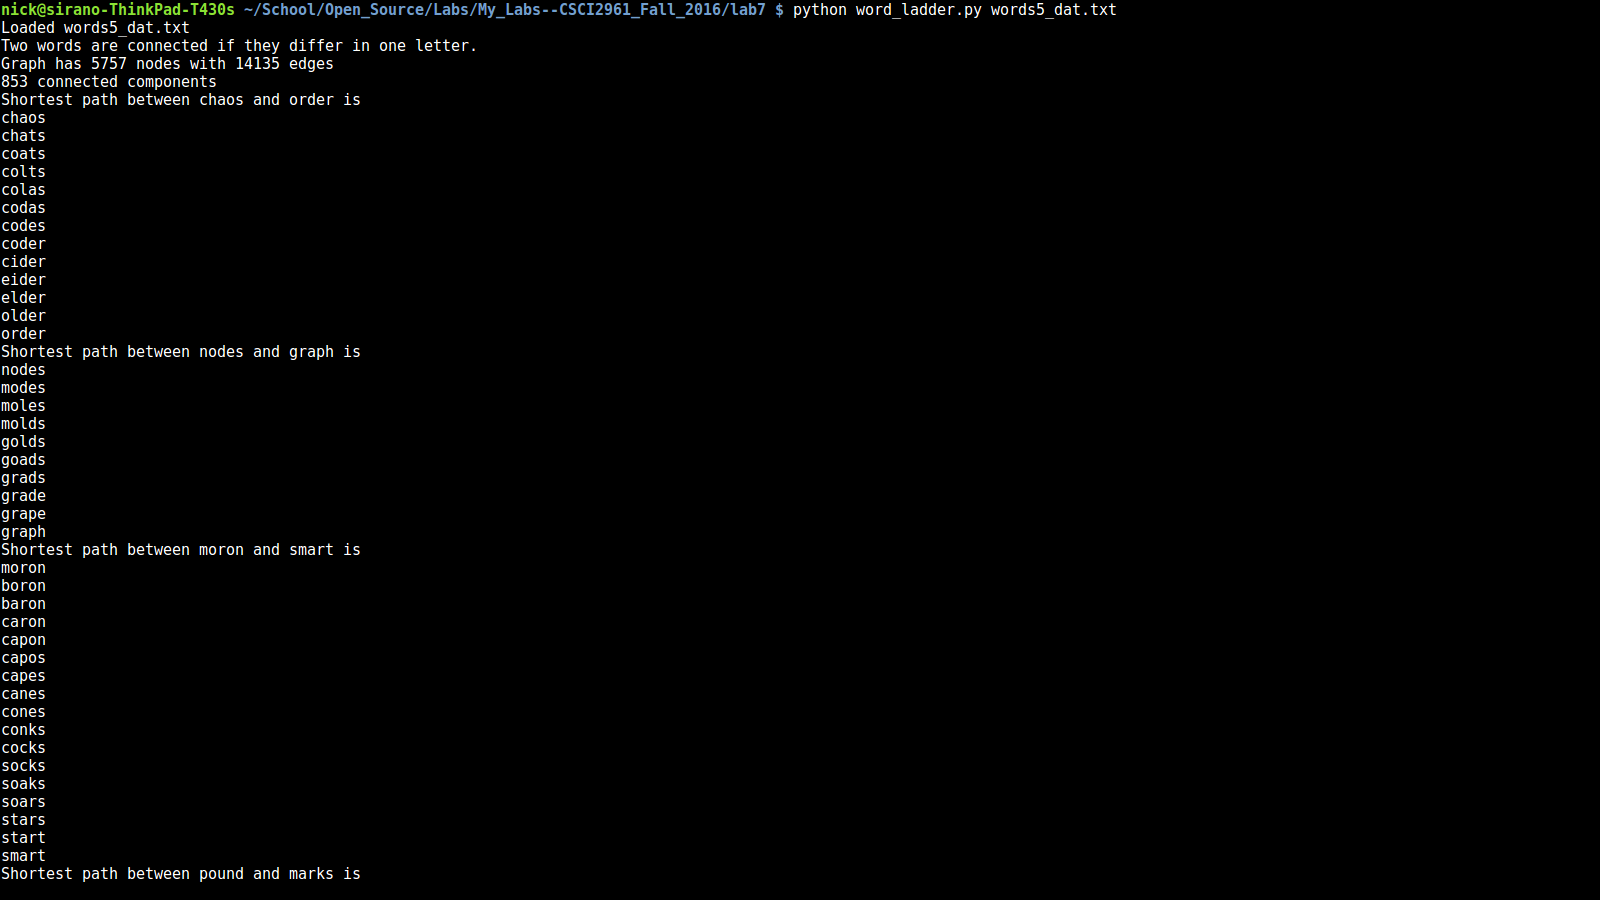 nick@sirano-ThinkPad-T430s ~/School/Open_Source/Labs/My_Labs--CSCI2961_Fall_2016/lab7 $ python word_ladder.py words5_dat.txt
Loaded words5_dat.txt
Two words are connected if they differ in one letter.
Graph has 5757 nodes with 14135 edges
853 connected components
Shortest path between chaos and order is
chaos
chats
coats
colts
colas
codas
codes
coder
cider
eider
elder
older
order
Shortest path between nodes and graph is
nodes
modes
moles
molds
golds
goads
grads
grade
grape
graph
Shortest path between moron and smart is
moron
boron
baron
caron
capon
capos
capes
canes
cones
conks
cocks
socks
soaks
soars
stars
start
smart
Shortest path between pound and marks is